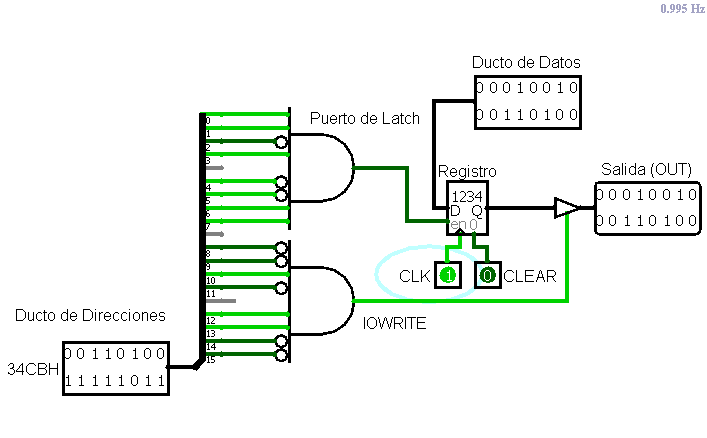 0.995 Hz
Ducto de Datos
0 0 0 1 0 0 1 0
0 0 1 1 0 1 0 0
Puerto de Latch
Registro
1234
D Q
en 0
Salida (OUT)
0 0 0 1 0 0 1 0
0 0 1 1 0 1 0 0
0
1
2
3
4
5
6
7
8
9
10
11
12
13
14
15
CLK
1
0
CLEAR
IOWRITE
Ducto de Direcciones
34CBH
0 0 1 1 0 1 0 0
1 1 1 1 1 0 1 1